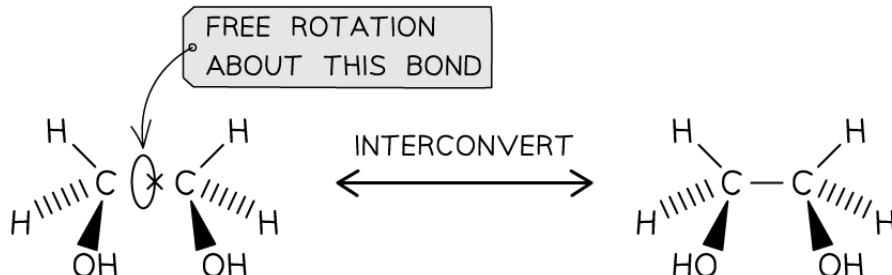 FREE ROTATION
ABOUT THIS BOND
H H
INTERCONVERT
H H
C C
C C
H H
H H
OH OH
HO OH